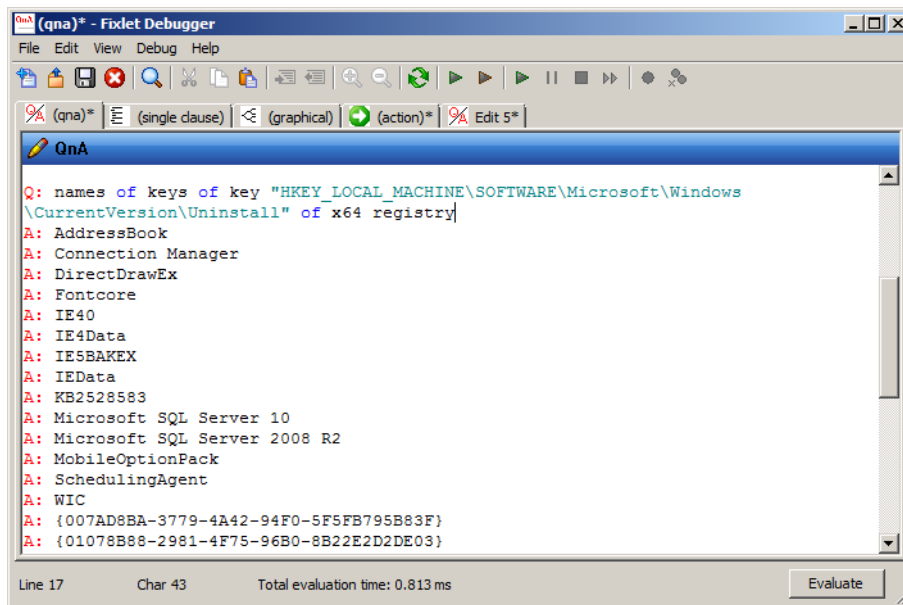 QnA (qna)* - Fixlet Debugger
File Edit View Debug Help
(qna)* (single clause) (graphical) (action)* Edit 5*
QnA
Q: names of keys of key "HKEY_LOCAL_MACHINE\SOFTWARE\Microsoft\Windows
\CurrentVersion\Uninstall" of x64 registry
A: AddressBook
A: Connection Manager
A: DirectDrawEx
A: Fontcore
A: IE40
A: IE4Data
A: IE5BAKEX
A: IEData
A: KB2528583
A: Microsoft SQL Server 10
A: Microsoft SQL Server 2008 R2
A: MobileOptionPack
A: SchedulingAgent
A: WIC
A: {007AD8BA-3779-4A42-94F0-5F5FB795B83F}
A: {01078B88-2981-4F75-96B0-8B22E2D2DE03}
Line 17 Char 43 Total evaluation time: 0.813 ms Evaluate